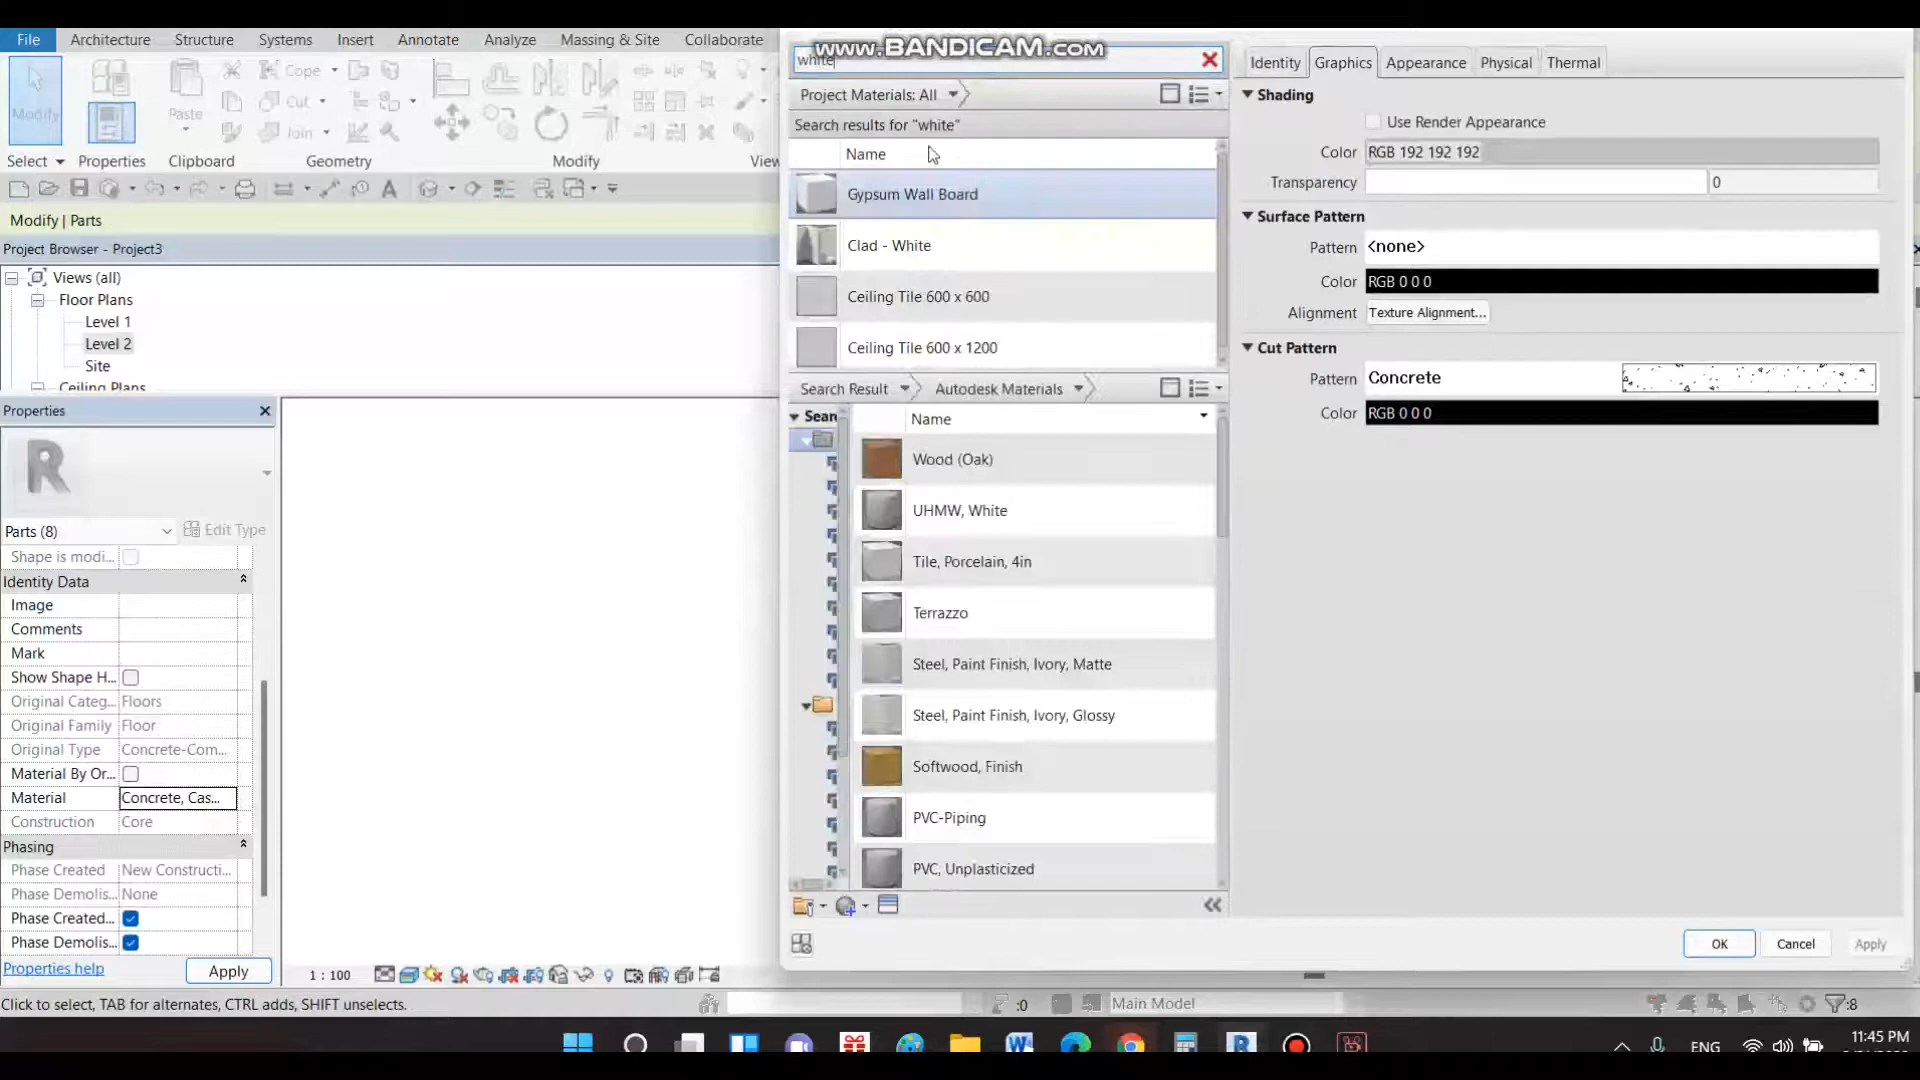 www.BANDICAM.com
File Architecture Structure Systems Insert Annotate Analyze Massing & Site Collaborate
Modify
Paste
Cope
Cut
Join
Select Properties Clipboard Geometry Modify View
Modify | Parts
Project Browser - Project3
Views (all)
Floor Plans
Level 1
Level 2
Site
Ceiling Plans
Properties
Parts (8)
Edit Type
Shape is modi...
Identity Data
Image
Comments
Mark
Show Shape H...
Original Categ... Floors
Original Family Floor
Original Type Concrete-Com...
Material By Or...
Material Concrete, Cas...
Construction Core
Phasing
Phase Created New Constructi...
Phase Demolis... None
Phase Created...
Phase Demolis...
Properties help
Apply
1 : 100
white
Project Materials: All
Search results for "white"
Name
Gypsum Wall Board
Clad - White
Ceiling Tile 600 x 600
Ceiling Tile 600 x 1200
Search Result Autodesk Materials
Sear
Name
Wood (Oak)
UHMW, White
Tile, Porcelain, 4in
Terrazzo
Steel, Paint Finish, Ivory, Matte
Steel, Paint Finish, Ivory, Glossy
Softwood, Finish
PVC-Piping
PVC, Unplasticized
Identity Graphics Appearance Physical Thermal
Shading
Use Render Appearance
Color RGB 192 192 192
Transparency 0
Surface Pattern
Pattern <none>
Color RGB 0 0 0
Alignment Texture Alignment...
Cut Pattern
Pattern Concrete
Color RGB 0 0 0
OK Cancel Apply
Click to select, TAB for alternates, CTRL adds, SHIFT unselects.
:0
Main Model
:8
ENG
11:45 PM